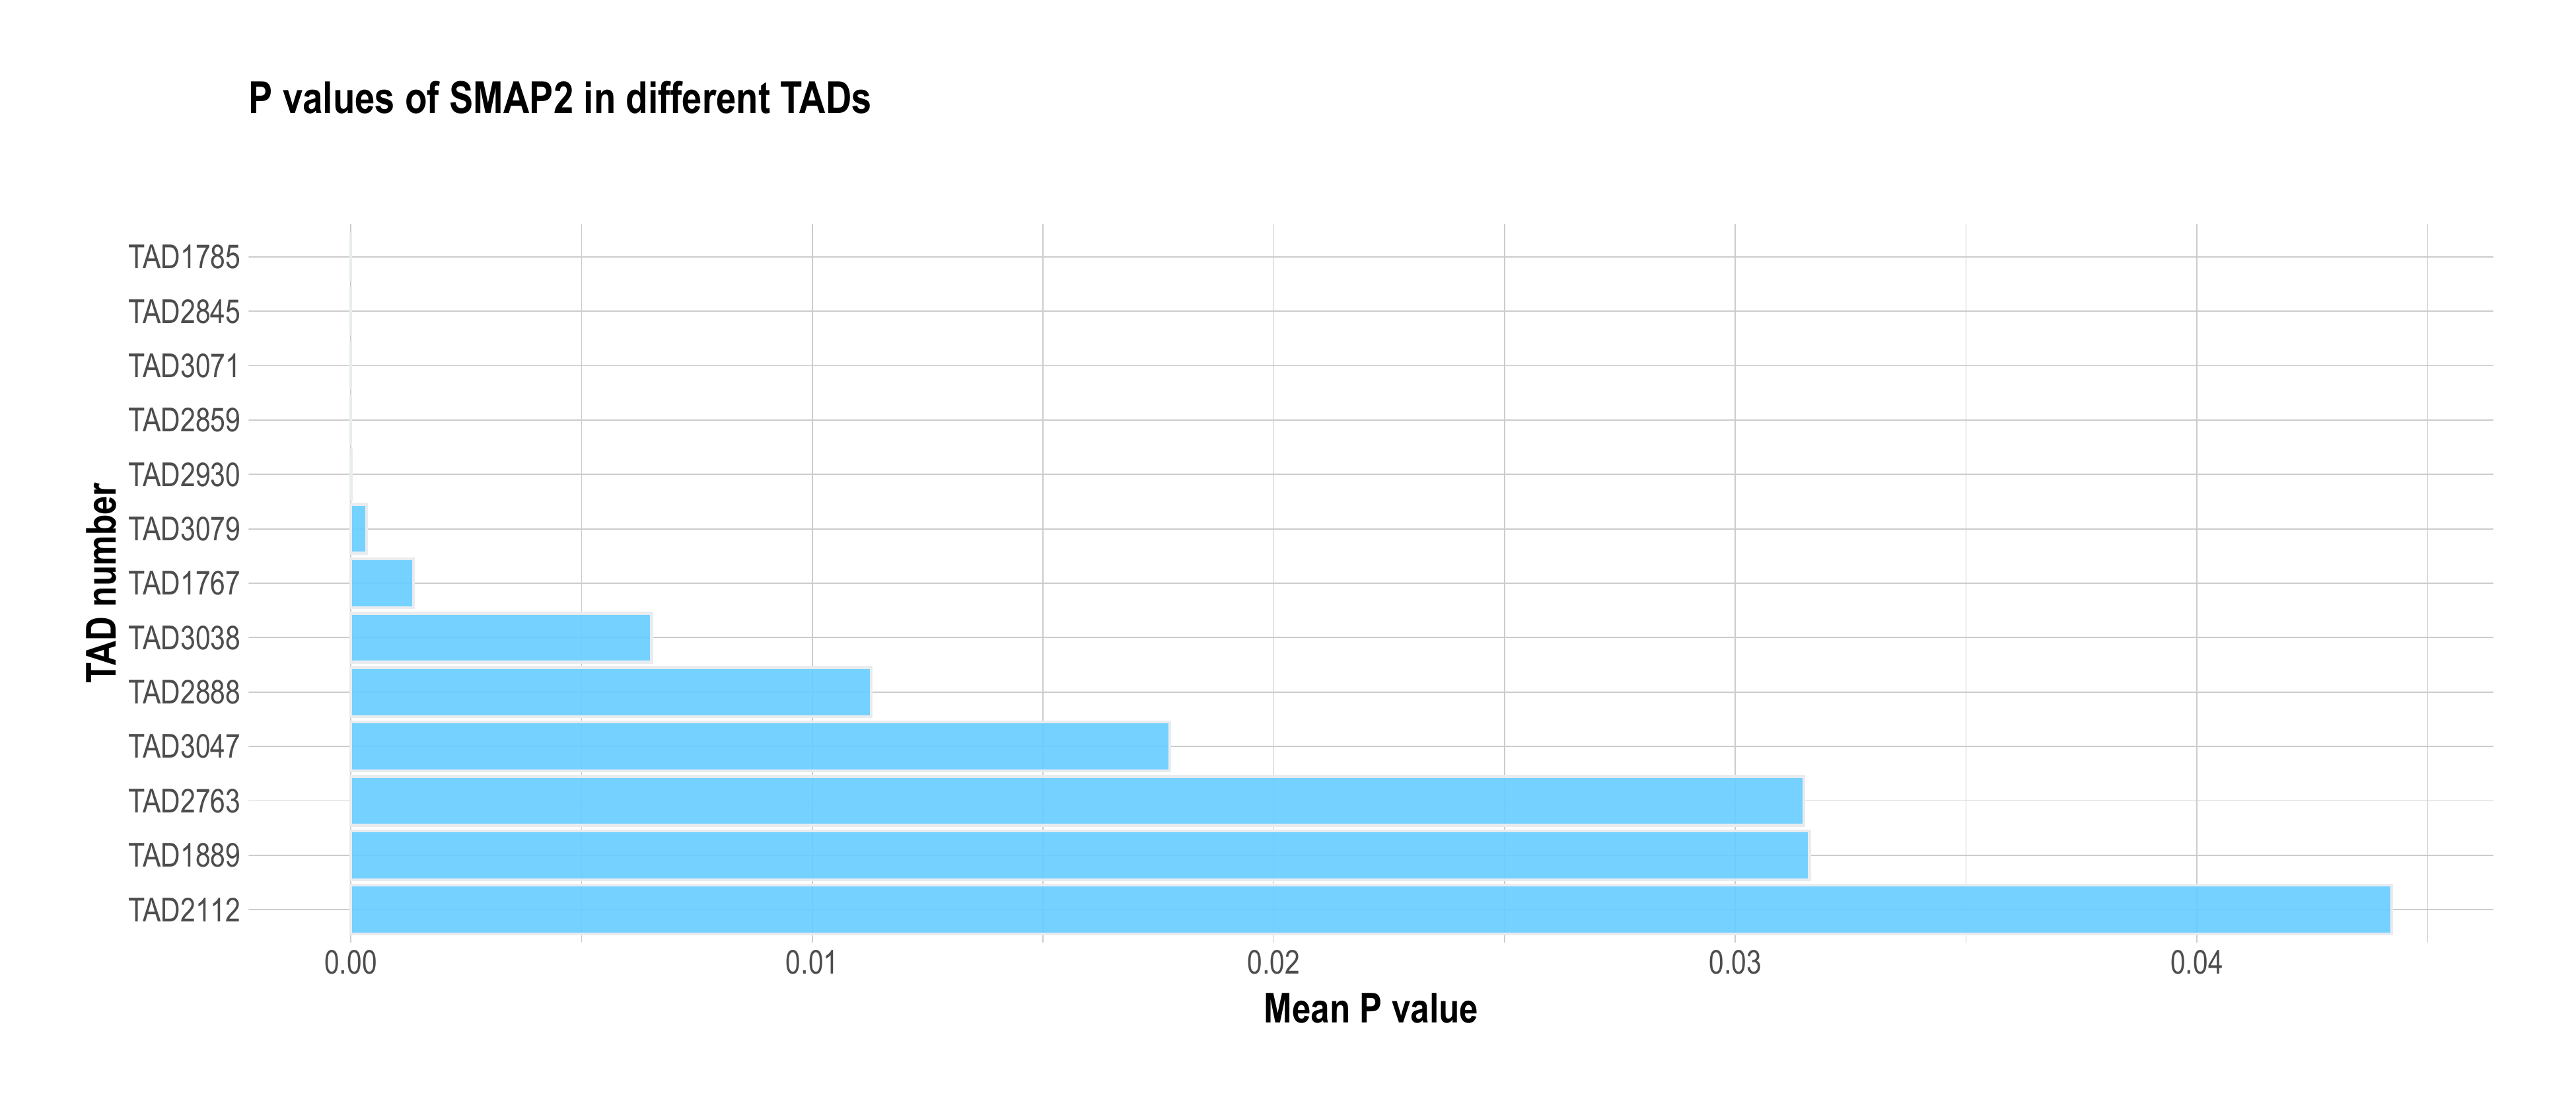 P values of SMAP2 in different TADs
TAD number
TAD1785
TAD2845
TAD3071
TAD2859
TAD2930
TAD3079
TAD1767
TAD3038
TAD2888
TAD3047
TAD2763
TAD1889
TAD2112
0.00 0.01 0.02 0.03 0.04
Mean P value